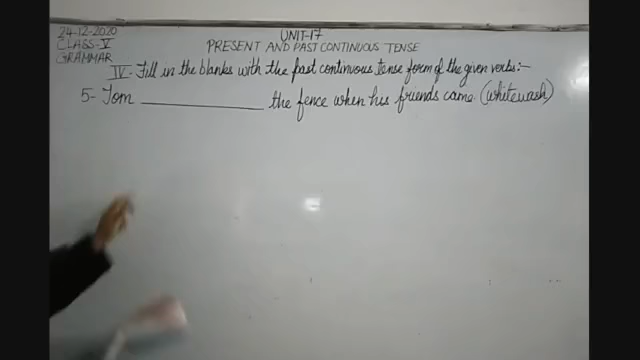 24-12-2020
CLASS-V
GRAMMAR
UNIT-17
PRESENT AND PAST CONTINUOUS TENSE
IV- Fill in the blanks with the past continuous tense form of the given verbs:-
5- Tom ____________ the fence when his friends came. (whitewash)